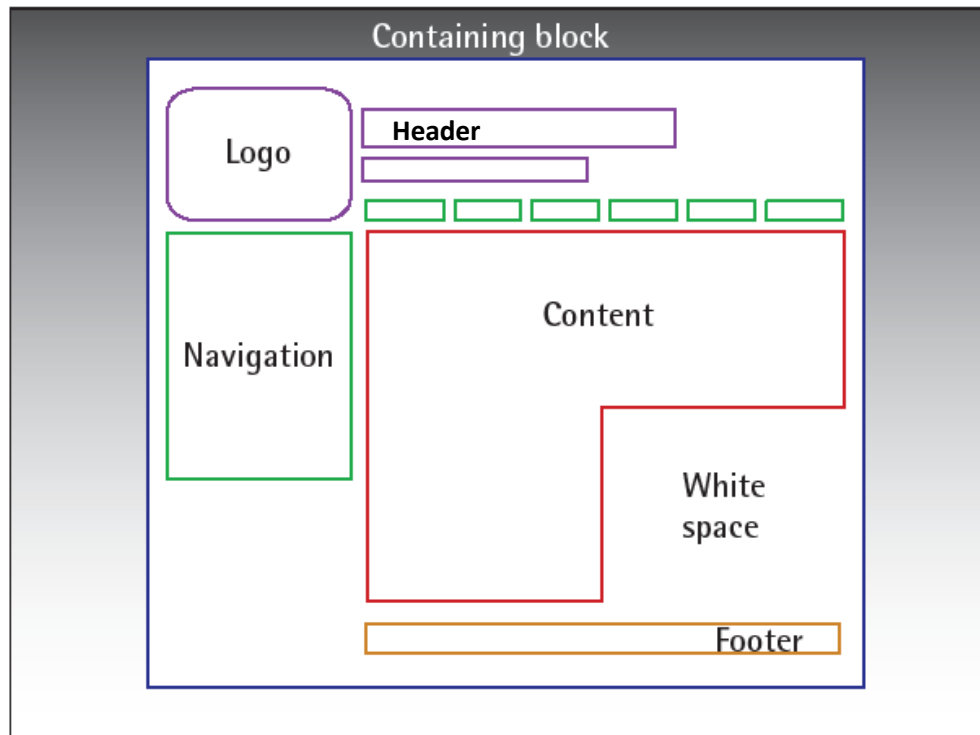 Containing block
Header
Logo
Content
Navigation
White
space
Footer